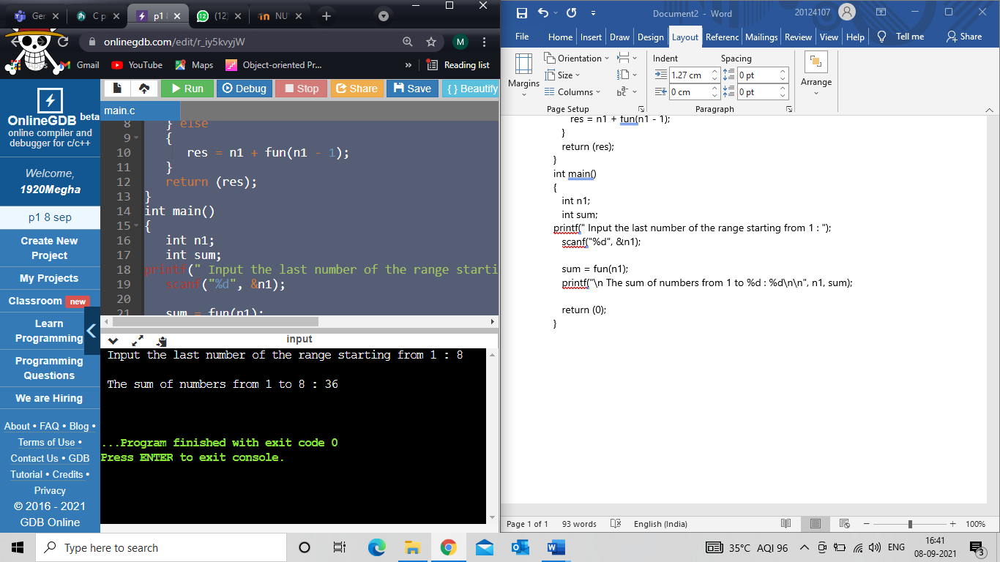 Ger
C p
p1 8
(12)
NU
onlinegdb.com/edit/r_iy5kvyjW
M
Apps
Gmail
YouTube
Maps
Object-oriented Pr...
»
Reading list
OnlineGDB beta
online compiler and
debugger for c/c++
Welcome,
1920Megha
p1 8 sep
Create New
Project
My Projects
Classroom new
Learn
Programming
Programming
Questions
We are Hiring
About • FAQ • Blog •
Terms of Use •
Contact Us • GDB
Tutorial • Credits •
Privacy
© 2016 - 2021
GDB Online
Run
Debug
Stop
Share
Save
{ } Beautify
main.c
8 } else
9 {
10 res = n1 + fun(n1 - 1);
11 }
12 return (res);
13 }
14 int main()
15 {
16 int n1;
17 int sum;
18 printf(" Input the last number of the range starti
19 scanf("%d", &n1);
20
21 sum = fun(n1);
input
Input the last number of the range starting from 1 : 8
The sum of numbers from 1 to 8 : 36
...Program finished with exit code 0
Press ENTER to exit console.
Document2 - Word
20124107
File Home Insert Draw Design Layout Referenc Mailings Review View Help Tell me Share
Margins
Orientation
Size
Columns
Page Setup
Indent
1.27 cm
0 cm
Spacing
0 pt
0 pt
Paragraph
Arrange
res = n1 + fun(n1 - 1);
}
return (res);
}
int main()
{
int n1;
int sum;
printf(" Input the last number of the range starting from 1 : ");
scanf("%d", &n1);
sum = fun(n1);
printf("\n The sum of numbers from 1 to %d : %d\n\n", n1, sum);
return (0);
}
Page 1 of 1
93 words
English (India)
100%
Type here to search
35°C AQI 96
ENG
16:41
08-09-2021
3